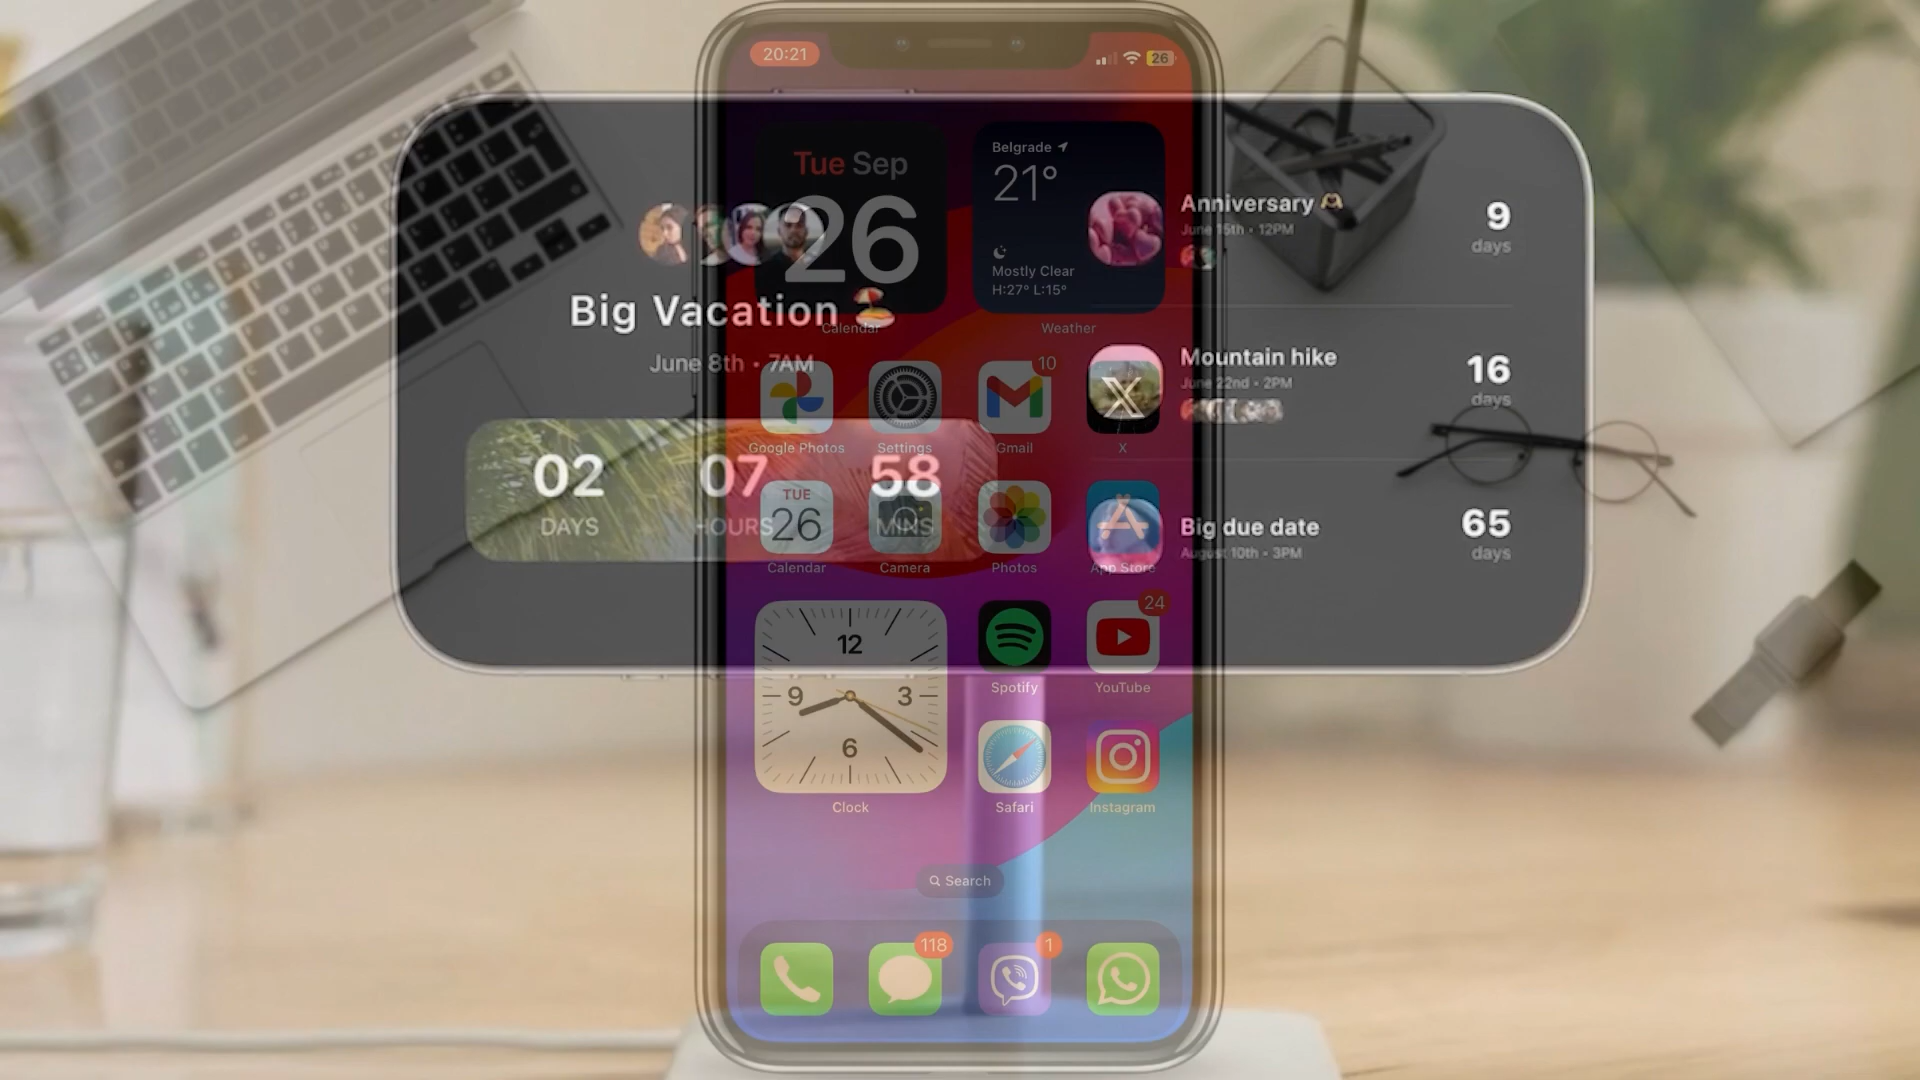 20:21
26
Tue Sep
26
Calendar
Belgrade
21°
Mostly Clear
H:27° L:15°
Weather
Big Vacation
June 8th • 7AM
02
DAYS
07
HOURS
58
MINS
Anniversary
June 15th • 12PM
9
days
Mountain hike
June 22nd • 2PM
16
days
Big due date
August 10th • 3PM
65
days
Google Photos
Settings
10
Gmail
X
TUE
26
Calendar
Camera
Photos
App Store
12
9
3
6
Clock
Spotify
24
YouTube
Safari
Instagram
Search
118
1